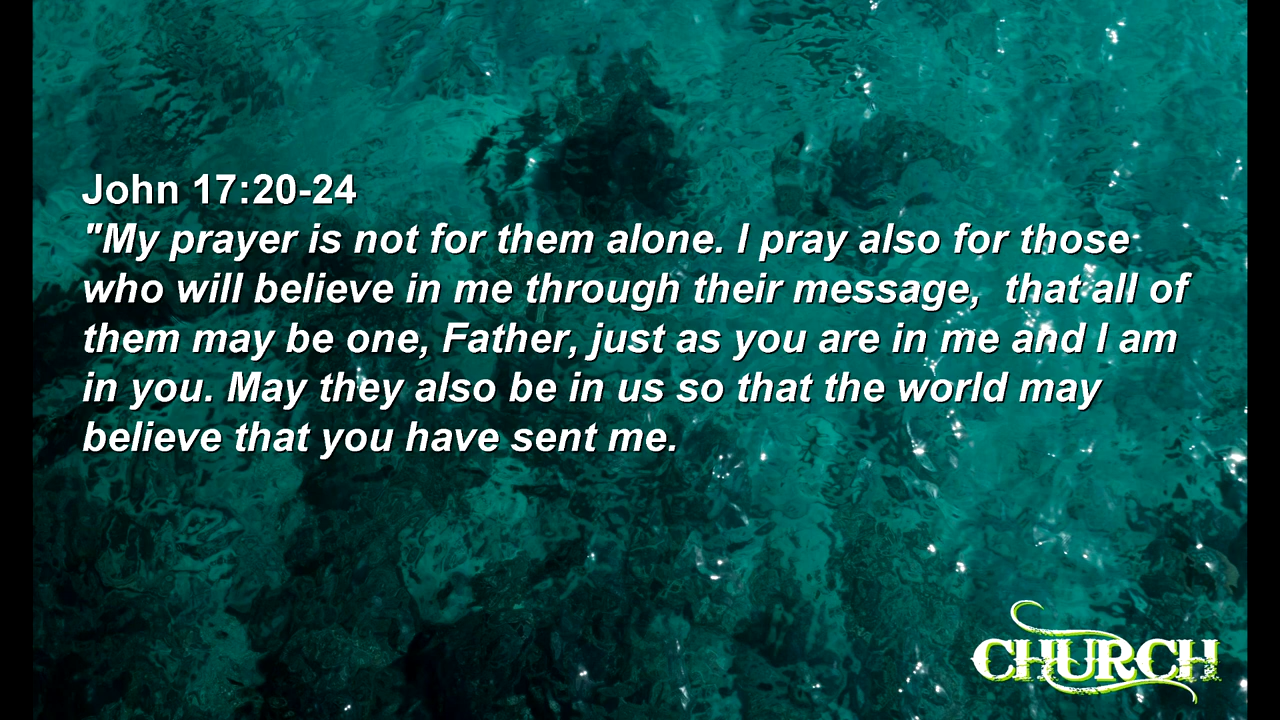 John 17:20-24
"My prayer is not for them alone. I pray also for those
who will believe in me through their message,  that all of
them may be one, Father, just as you are in me and I am
in you. May they also be in us so that the world may
believe that you have sent me.
CHURCH